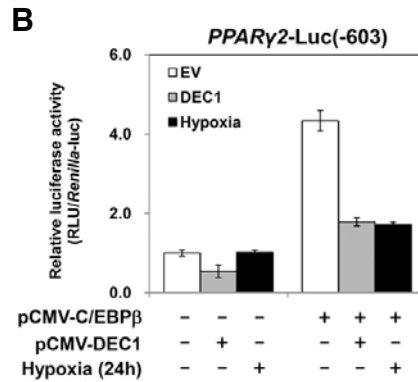 B
PPARγ2-Luc(-603)
Relative luciferase activity
(RLU/Renilla-luc)
6.0
4.0
2.0
0.0
EV
DEC1
Hypoxia
pCMV-C/EBPβ − − − + + +
pCMV-DEC1 − + − − + −
Hypoxia (24h) − − + − − +